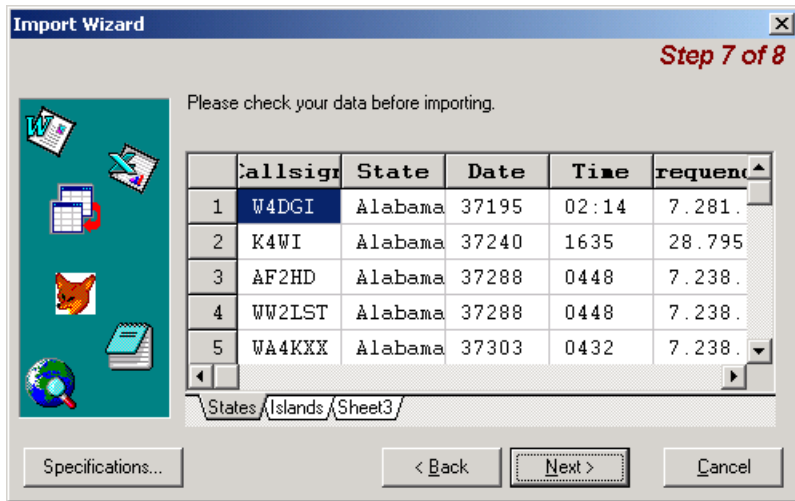 Import Wizard
Step 7 of 8
Please check your data before importing.
Callsign State Date Time requenc
1 W4DGI Alabama 37195 02:14 7.281.
2 K4WI Alabama 37240 1635 28.795
3 AF2HD Alabama 37288 0448 7.238.
4 WW2LST Alabama 37288 0448 7.238.
5 WA4KXX Alabama 37303 0432 7.238.
States Islands Sheet3
Specifications... < Back Next > Cancel